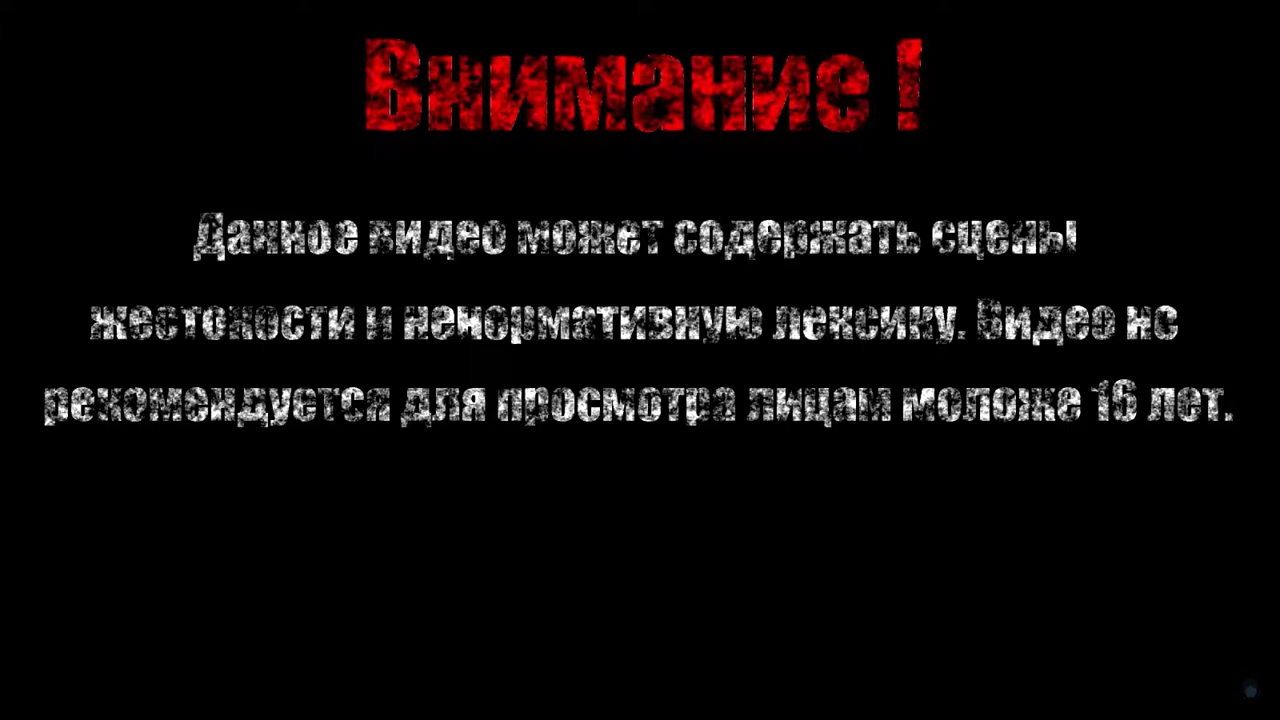 Внимание !
Данное видео может содержать сцены
жестокости и ненормативную лексику. Видео не
рекомендуется для просмотра лицам моложе 16 лет.